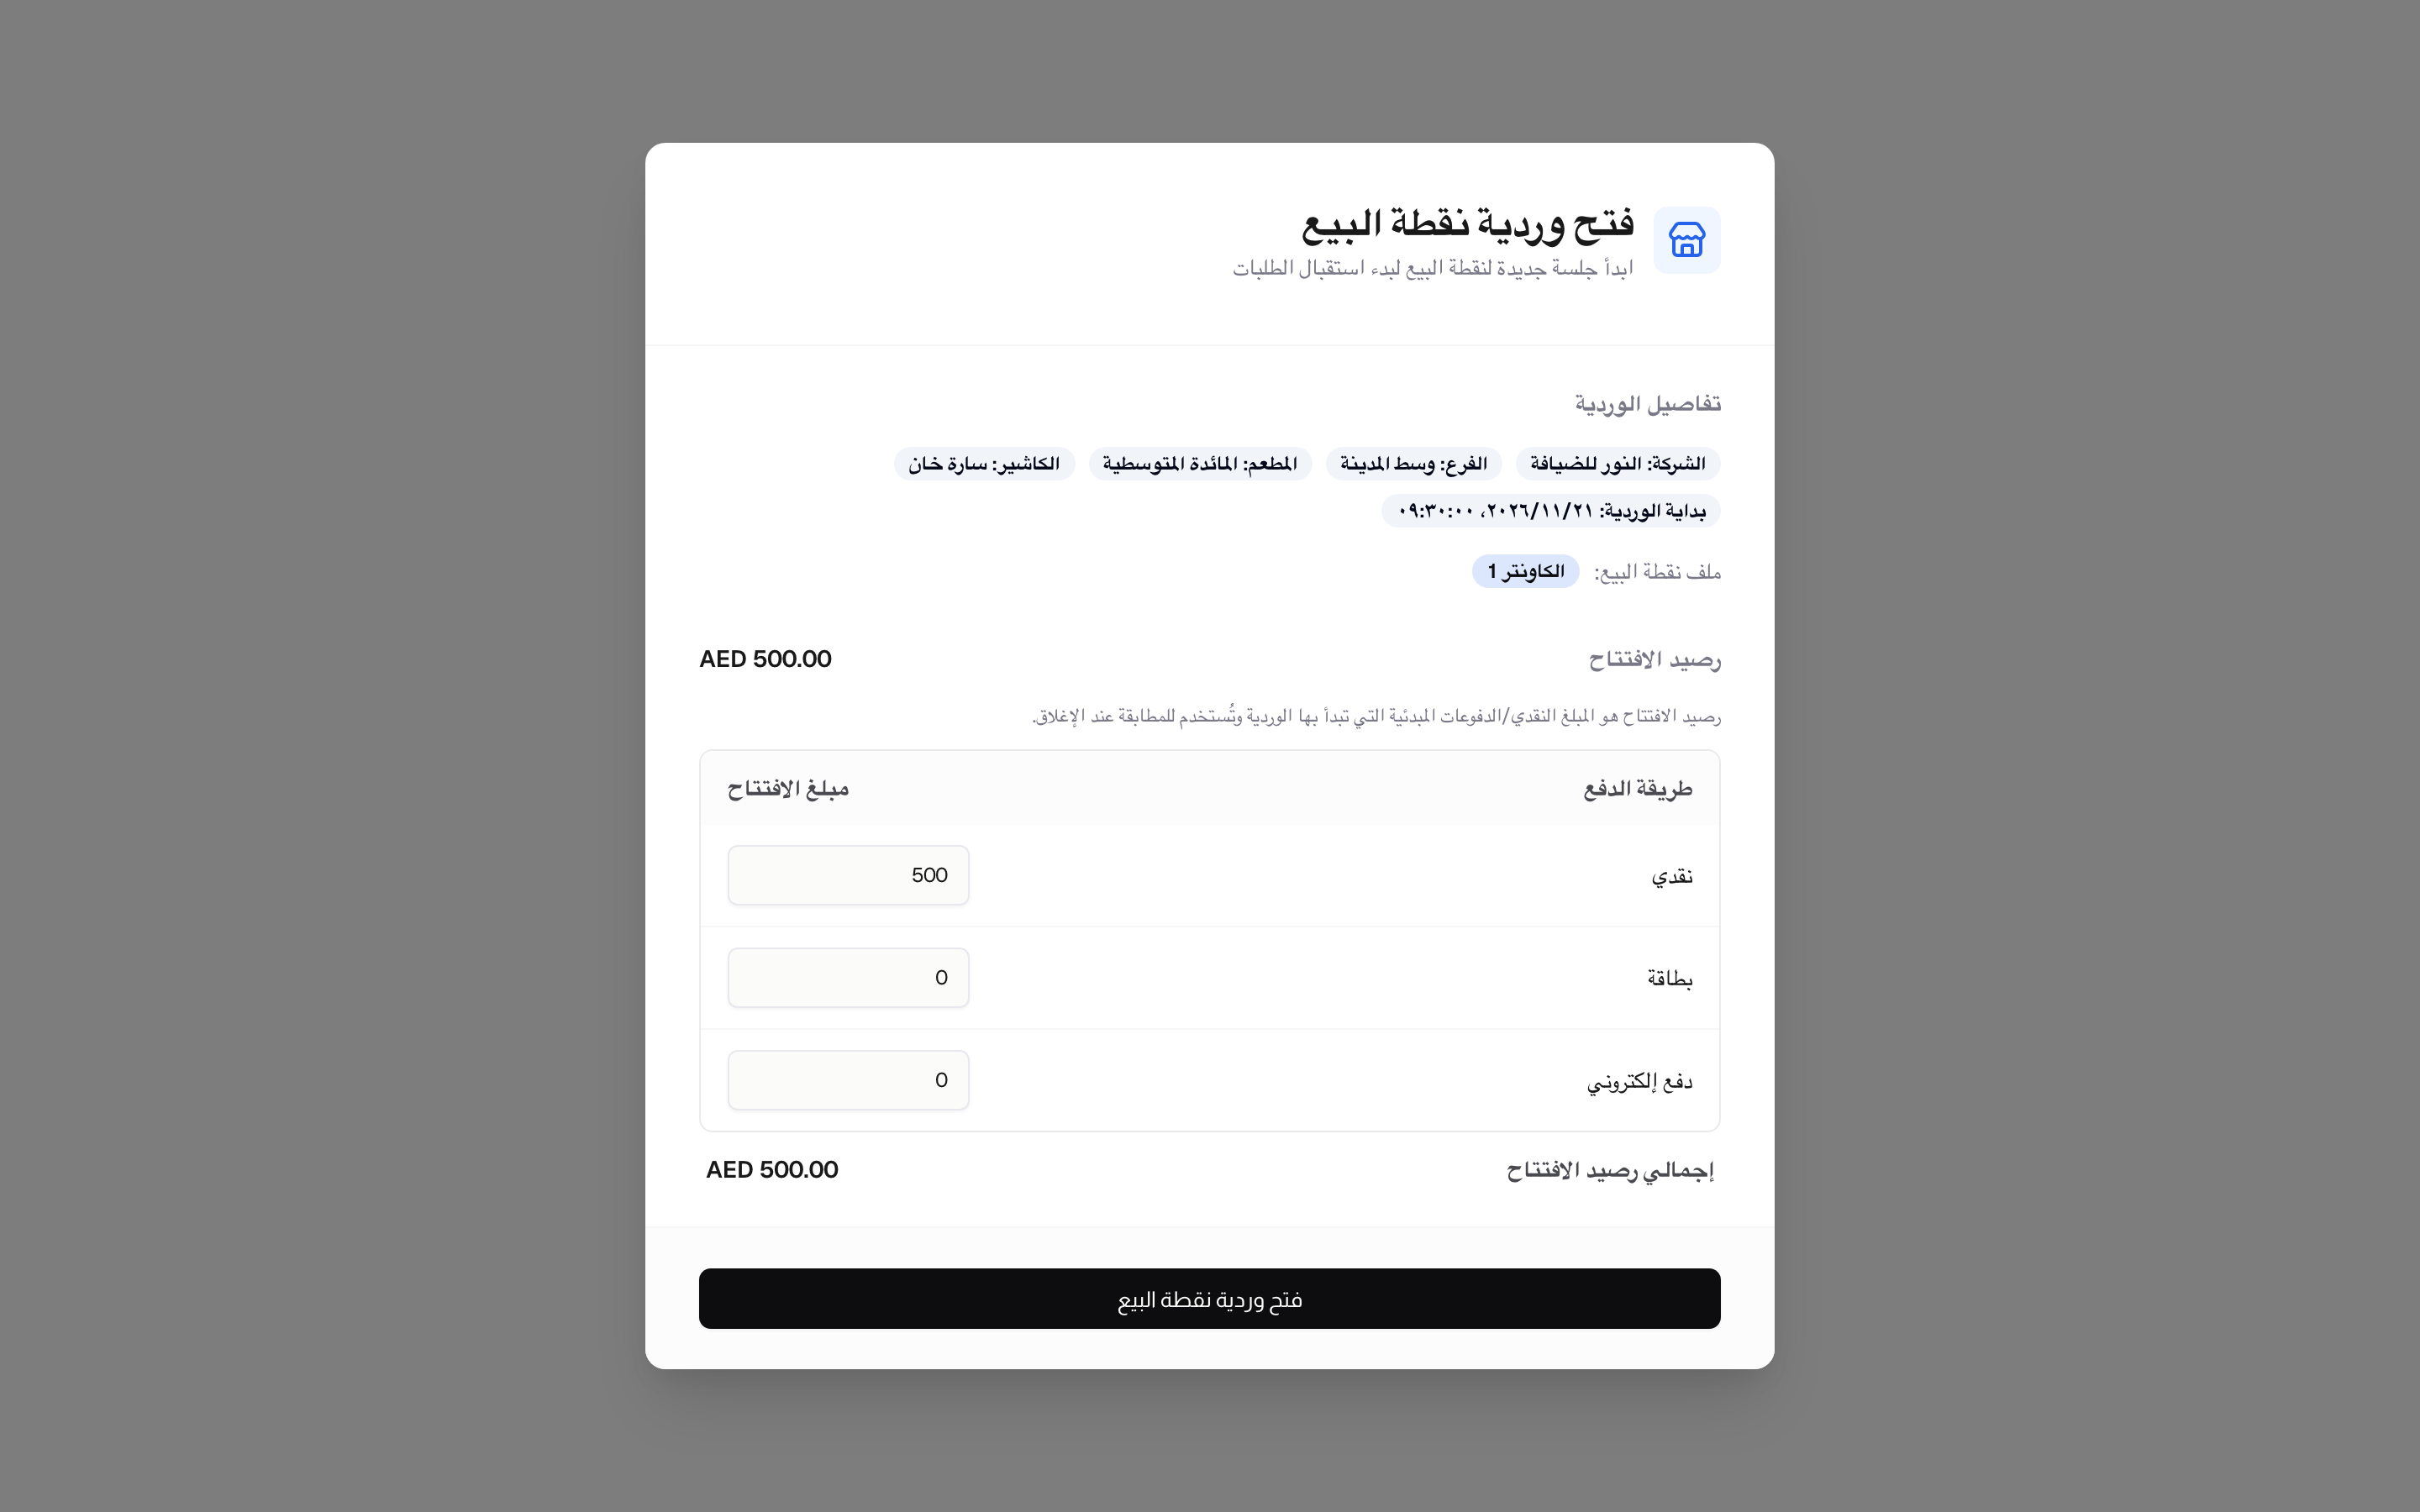 فتح وردية نقطة البيع
ابدأ جلسة جديدة لنقطة البيع لبدء استقبال الطلبات
تفاصيل الوردية
الشركة: النور للضيافة الفرع: وسط المدينة المطعم: المائدة المتوسطية الكاشير: سارة خان
بداية الوردية: ٢٠٢٦/١١/٢١، ٠٩:٣٠:٠٠
ملف نقطة البيع: الكاونتر 1
رصيد الافتتاح AED 500.00
رصيد الافتتاح هو المبلغ النقدي/الدفوعات المبدئية التي تبدأ بها الوردية وتُستخدم للمطابقة عند الإغلاق.
طريقة الدفع مبلغ الافتتاح
نقدي 500
بطاقة 0
دفع إلكتروني 0
إجمالي رصيد الافتتاح AED 500.00
فتح وردية نقطة البيع